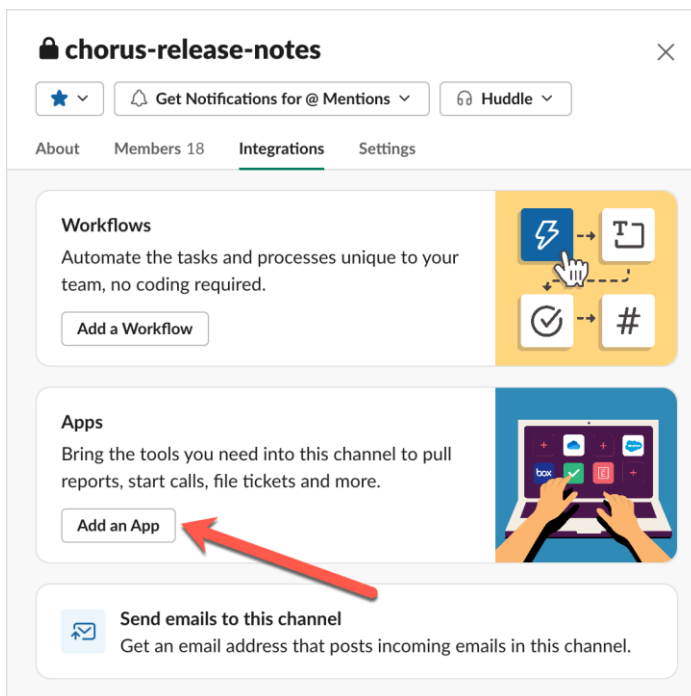 chorus-release-notes
Get Notifications for @ Mentions
Huddle
About Members 18 Integrations Settings
Workflows
Automate the tasks and processes unique to your
team, no coding required.
Add a Workflow
T
#
Apps
Bring the tools you need into this channel to pull
reports, start calls, file tickets and more.
Add an App
box
Send emails to this channel
Get an email address that posts incoming emails in this channel.